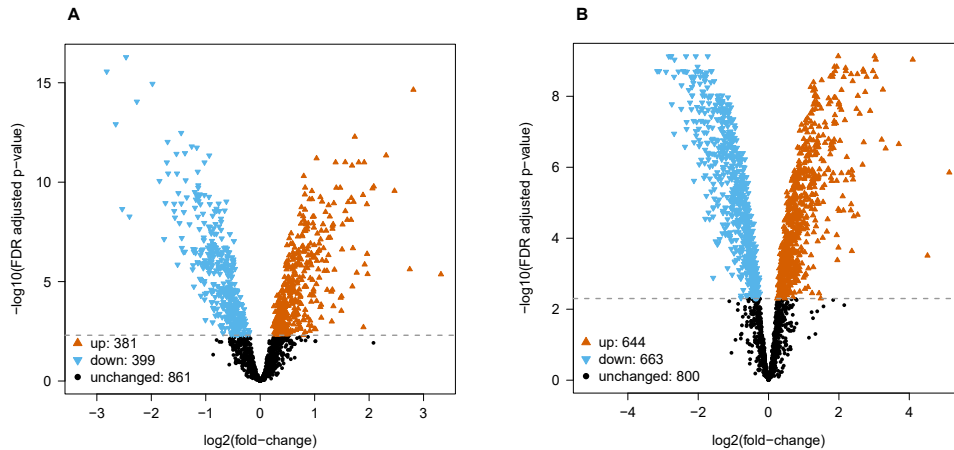 A
−log10(FDR adjusted p−value)
15
10
5
0
up: 381
down: 399
unchanged: 861
−3 −2 −1 0 1 2 3
log2(fold−change)
B
−log10(FDR adjusted p−value)
8
6
4
2
0
up: 644
down: 663
unchanged: 800
−4 −2 0 2 4
log2(fold−change)